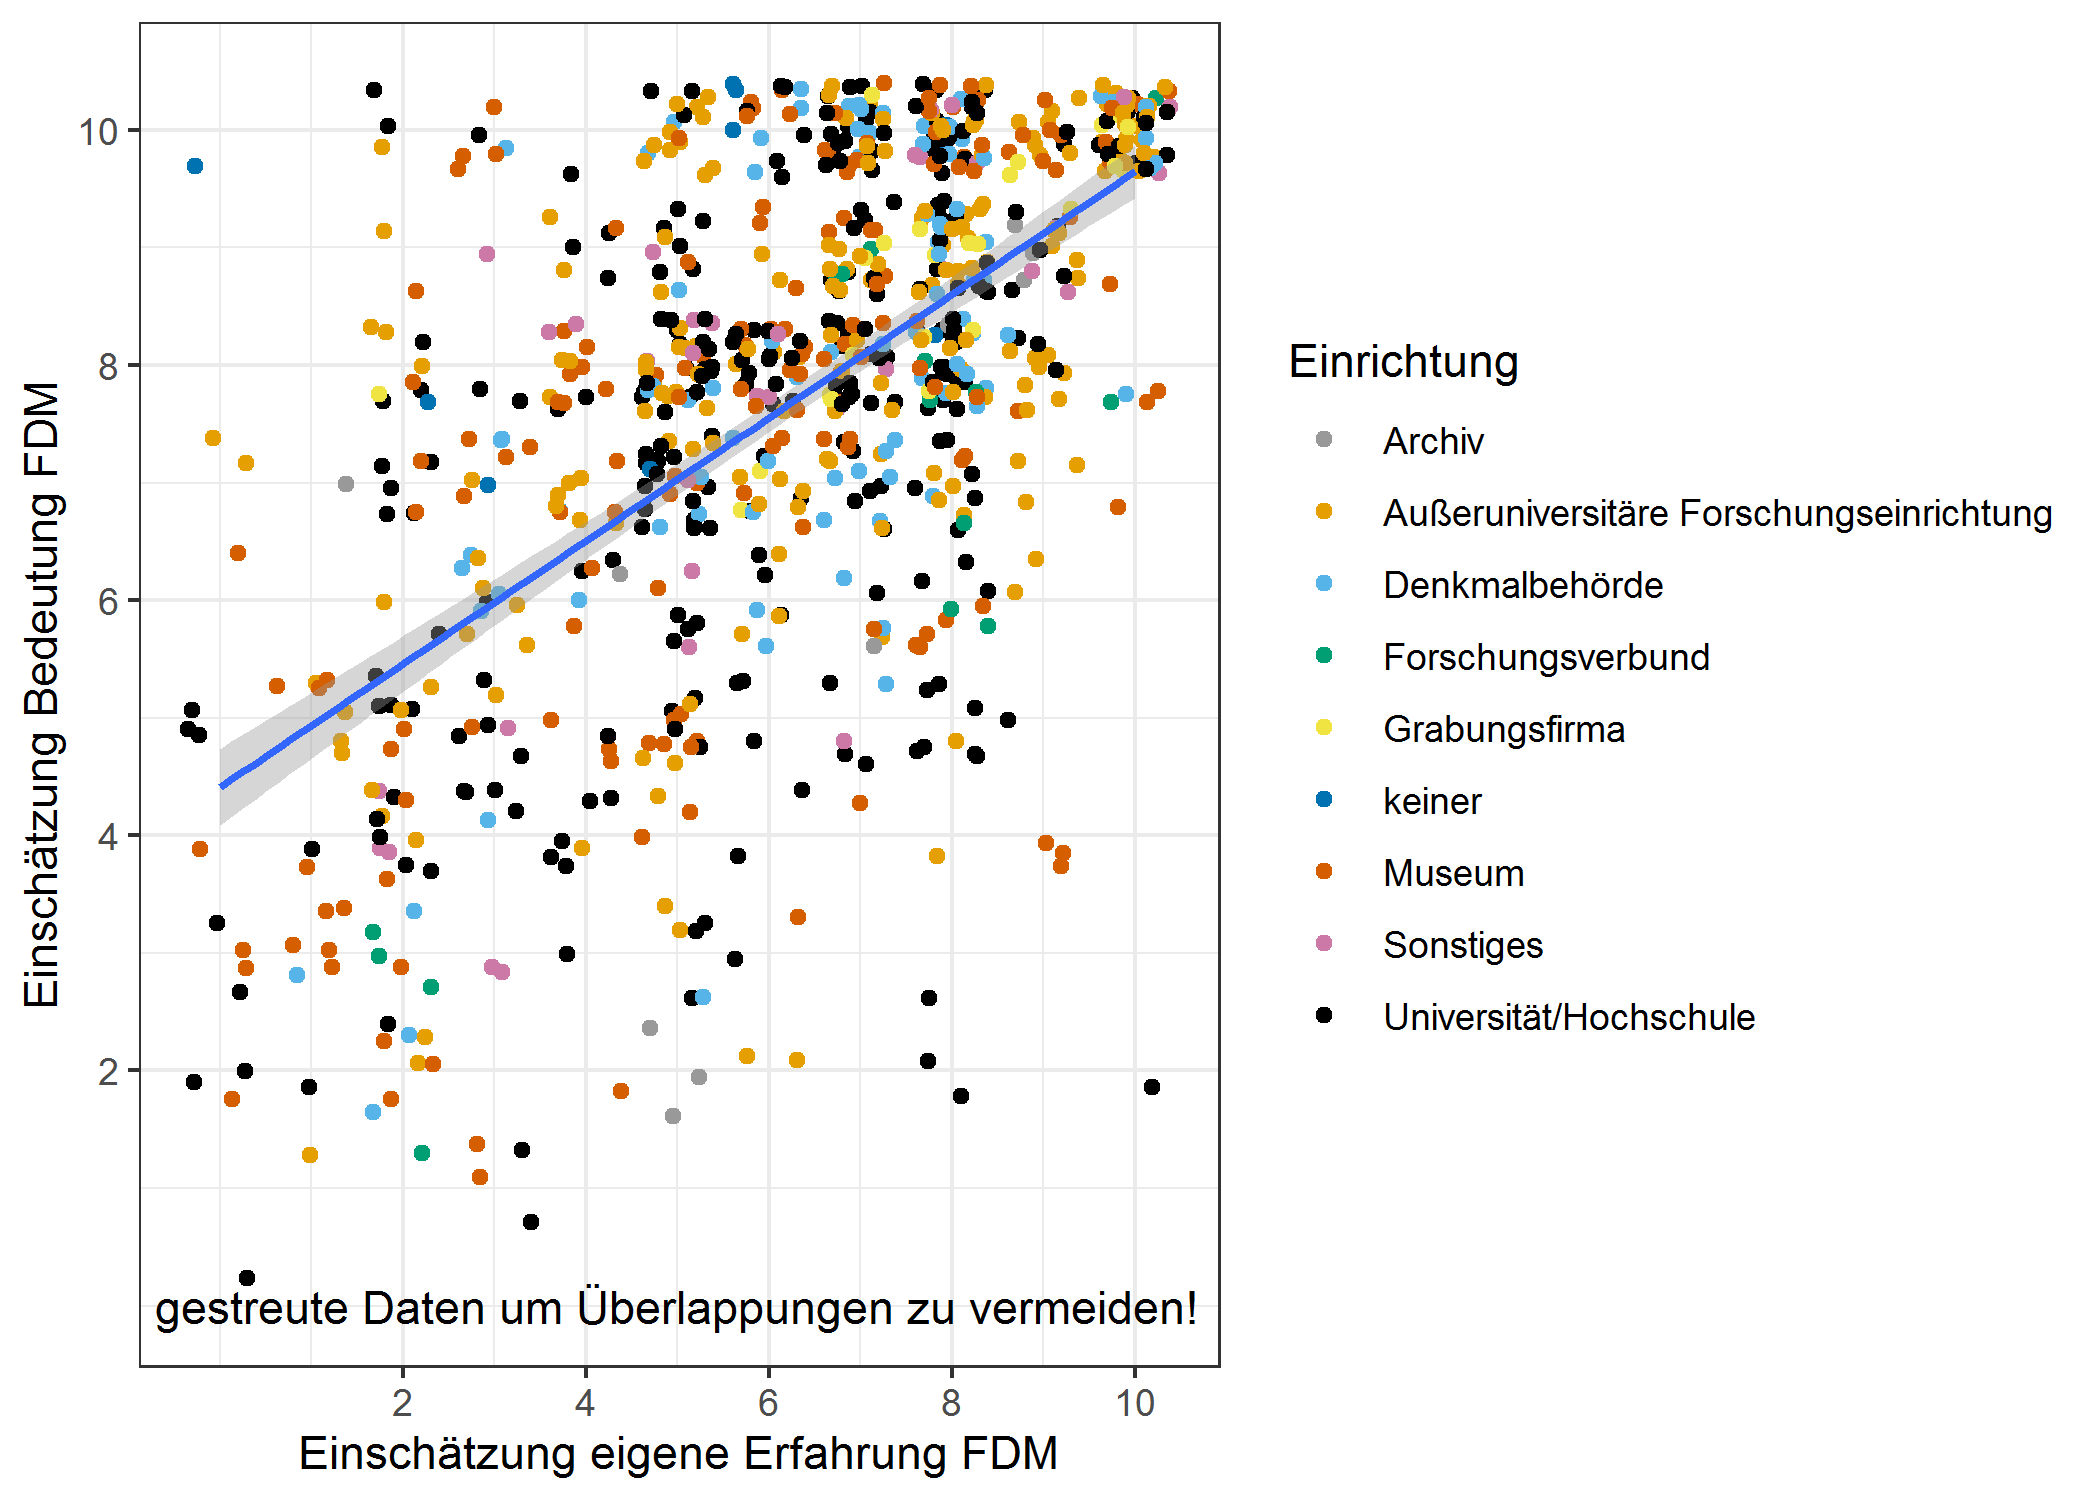 Einschätzung Bedeutung FDM
10
8
6
4
2
gestreute Daten um Überlappungen zu vermeiden!
2 4 6 8 10
Einschätzung eigene Erfahrung FDM
Einrichtung
Archiv
Außeruniversitäre Forschungseinrichtung
Denkmalbehörde
Forschungsverbund
Grabungsfirma
keiner
Museum
Sonstiges
Universität/Hochschule